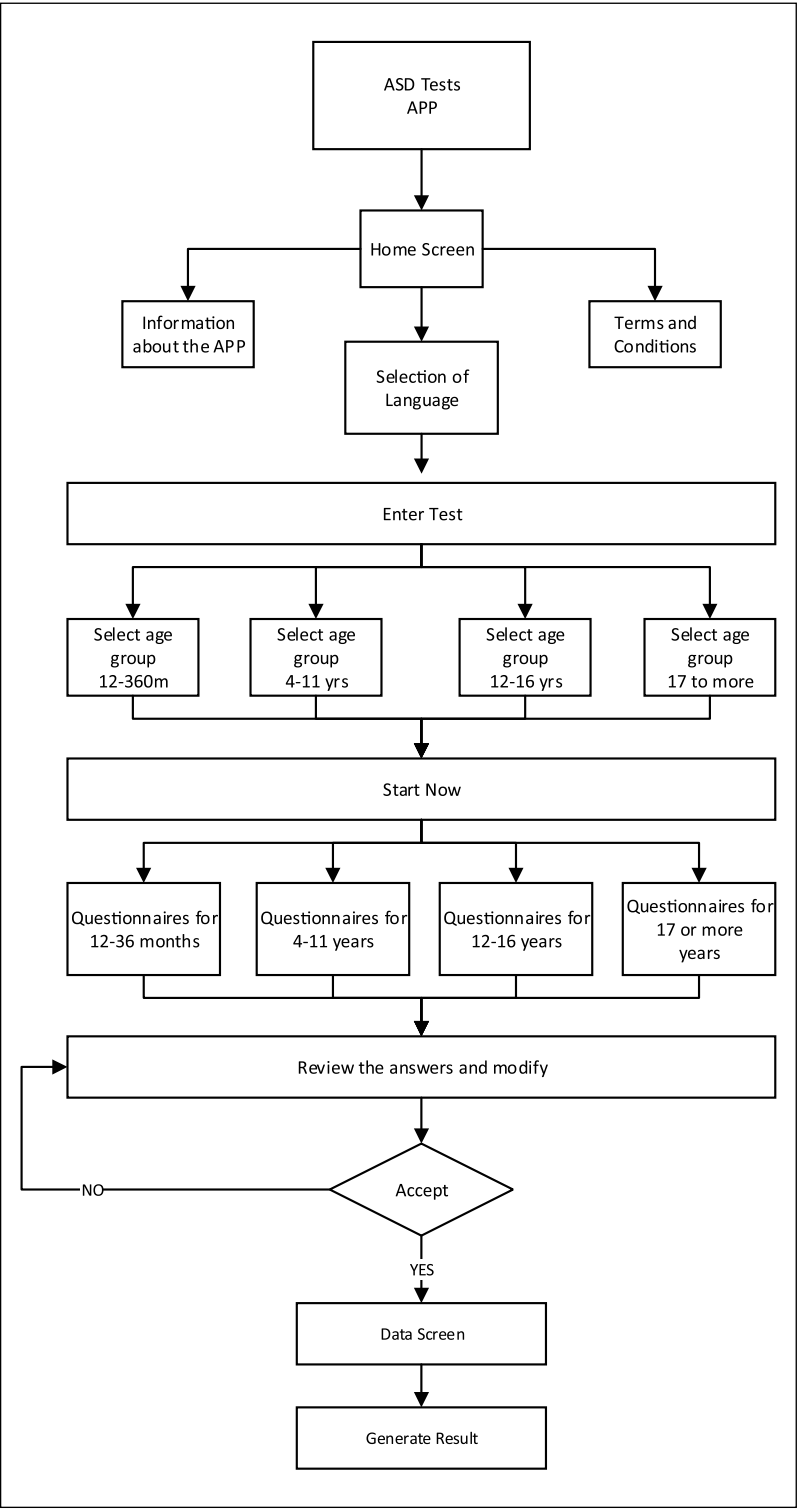 ASD Tests
APP
Home Screen
Information
about the APP
Terms and
Conditions
Selection of
Language
Enter Test
Select age
group
12-360m
Select age
group
4-11 yrs
Select age
group
12-16 yrs
Select age
group
17 to more
Start Now
Questionnaires for
12-36 months
Questionnaires for
4-11 years
Questionnaires for
12-16 years
Questionnaires for
17 or more
years
Review the answers and modify
Accept
NO
YES
Data Screen
Generate Result